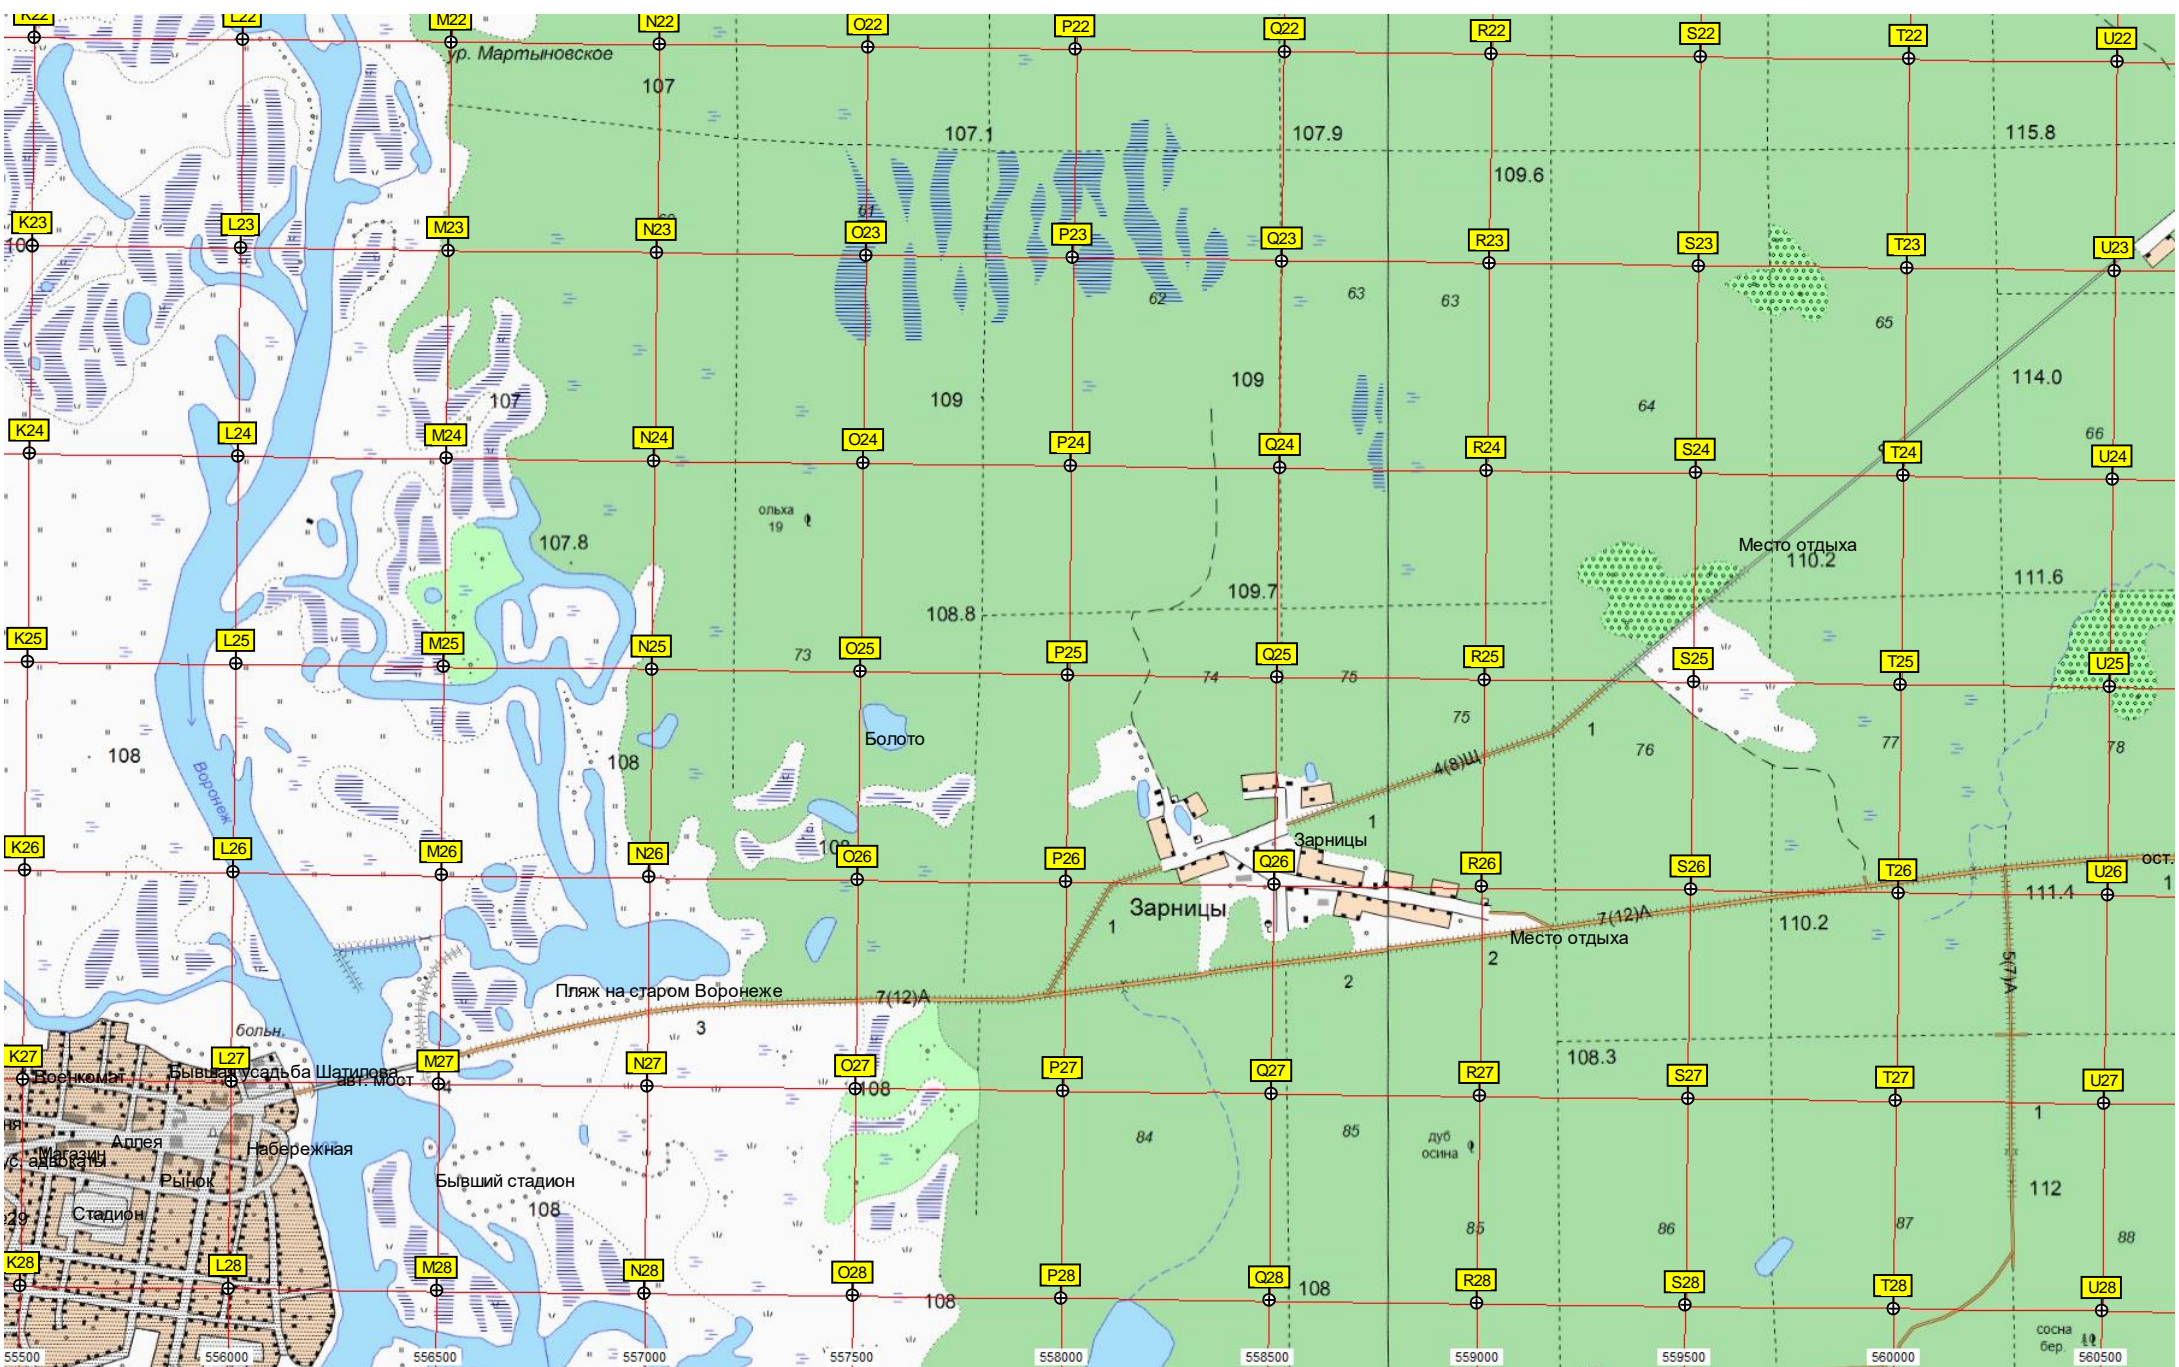 K22
L22
M22
N22
O22
P22
Q22
R22
S22
T22
U22
ур. Мартыновское
107
107.1
107.9
115.8
109.6
61
K23
L23
M23
N23
O23
P23
Q23
R23
S23
T23
U23
62
63
63
65
114.0
109
109
107
64
66
K24
L24
M24
N24
O24
P24
Q24
R24
S24
T24
U24
ольха
19
107.8
Место отдыха
110.2
109.7
111.6
108.8
K25
L25
M25
N25
O25
P25
Q25
R25
S25
T25
U25
73
74
75
75
76
77
78
1
Болото
108
108
Воронеж
4(8)Щ
1
Зарницы
K26
L26
M26
N26
O26
P26
Q26
R26
S26
T26
U26
ост.
1
111.4
Зарницы
1
7(12)А
110.2
Место отдыха
2
2
5(7)А
Пляж на старом Воронеже
7(12)А
3
больн.
108.3
K27
L27
M27
N27
O27
P27
Q27
R27
S27
T27
U27
Военкомат
Бывшая усадьба Шатилова
авт. мост
4
108
1
Аллея
Набережная
Магазин
с. адвокаты
Рынок
Стадион
Бывший стадион
108
84
85
дуб
осина
112
85
86
87
88
K28
L28
M28
N28
O28
P28
Q28
R28
S28
T28
U28
108
108
сосна
бер.
55500
556000
556500
557000
557500
558000
558500
559000
559500
560000
560500